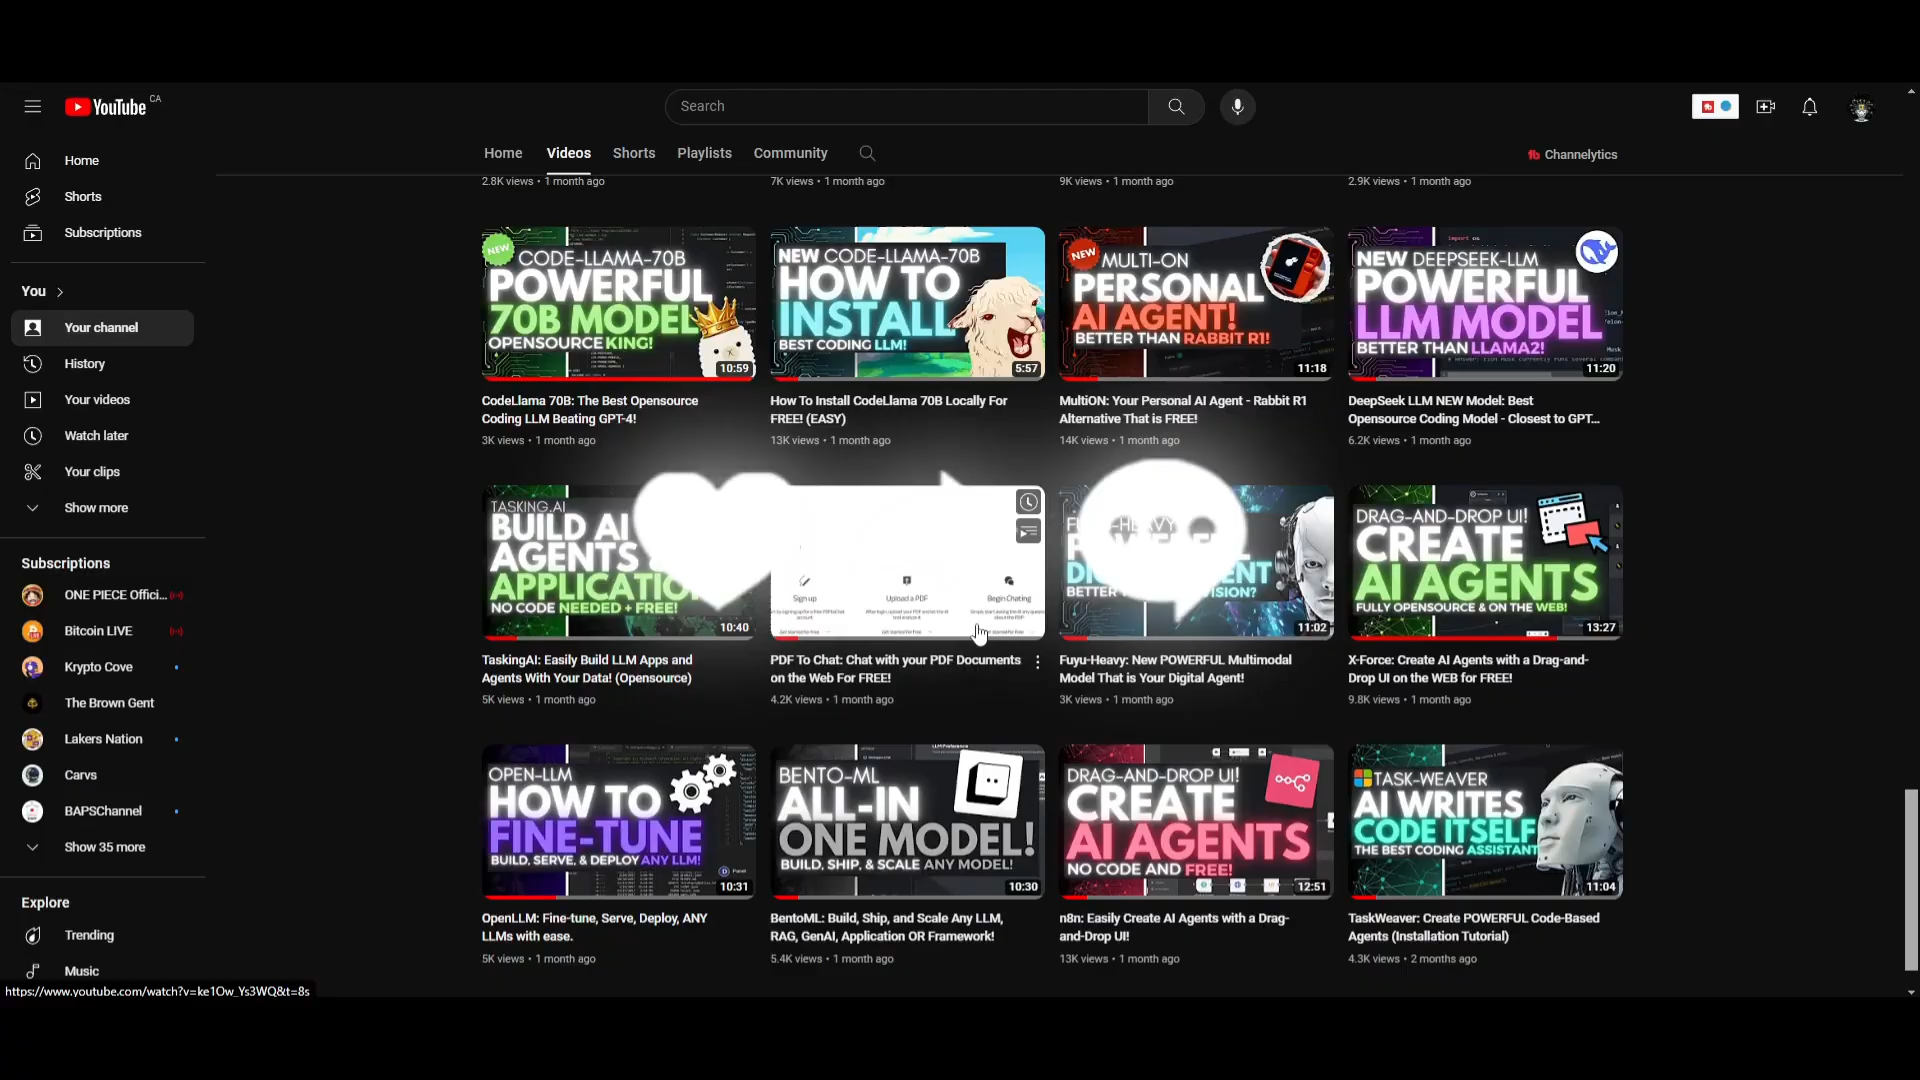 YouTube CA
Search
Home
Videos
Shorts
Playlists
Community
Channelytics
Home
Shorts
Subscriptions
You
Your channel
History
Your videos
Watch later
Your clips
Show more
Subscriptions
ONE PIECE Offici...
Bitcoin LIVE
Krypto Cove
The Brown Gent
Lakers Nation
Carvs
BAPSChannel
Show 35 more
Explore
Trending
Music
2.8K views • 1 month ago
7K views • 1 month ago
9K views • 1 month ago
2.9K views • 1 month ago
NEW
CODE-LLAMA-70B
POWERFUL
70B MODEL
OPENSOURCE KING!
10:59
CodeLlama 70B: The Best Opensource
Coding LLM Beating GPT-4!
3K views • 1 month ago
NEW CODE-LLAMA-70B
HOW TO
INSTALL
BEST CODING LLM!
5:57
How To Install CodeLlama 70B Locally For
FREE! (EASY)
13K views • 1 month ago
NEW
MULTI-ON
PERSONAL
AI AGENT!
BETTER THAN RABBIT R1!
11:18
MultiON: Your Personal AI Agent - Rabbit R1
Alternative That is FREE!
14K views • 1 month ago
import os
NEW DEEPSEEK-LLM
POWERFUL
LLM MODEL
BETTER THAN LLAMA2!
11:20
DeepSeek LLM NEW Model: Best
Opensource Coding Model - Closest to GPT...
6.2K views • 1 month ago
TASKING.AI
BUILD AI
AGENTS &
APPLICATIO
NO CODE NEEDED + FREE!
10:40
TaskingAI: Easily Build LLM Apps and
Agents With Your Data! (Opensource)
5K views • 1 month ago
Sign up
Upload a PDF
Begin Chatting
PDF To Chat: Chat with your PDF Documents
on the Web For FREE!
4.2K views • 1 month ago
11:02
Fuyu-Heavy: New POWERFUL Multimodal
Model That is Your Digital Agent!
3K views • 1 month ago
DRAG-AND-DROP UI!
CREATE
AI AGENTS
FULLY OPENSOURCE & ON THE WEB!
13:27
X-Force: Create AI Agents with a Drag-and-
Drop UI on the WEB for FREE!
9.8K views • 1 month ago
OPEN-LLM
HOW TO
FINE-TUNE
BUILD, SERVE, & DEPLOY ANY LLM!
10:31
OpenLLM: Fine-tune, Serve, Deploy, ANY
LLMs with ease.
5K views • 1 month ago
BENTO-ML
ALL-IN
ONE MODEL!
BUILD, SHIP, & SCALE ANY MODEL!
10:30
BentoML: Build, Ship, and Scale Any LLM,
RAG, GenAI, Application OR Framework!
5.4K views • 1 month ago
DRAG-AND-DROP UI!
CREATE
AI AGENTS
NO CODE AND FREE!
12:51
n8n: Easily Create AI Agents with a Drag-
and-Drop UI!
13K views • 1 month ago
TASK-WEAVER
AI WRITES
CODE ITSELF
THE BEST CODING ASSISTANT
11:04
TaskWeaver: Create POWERFUL Code-Based
Agents (Installation Tutorial)
4.3K views • 2 months ago
https://www.youtube.com/watch?v=ke1Ow_Ys3WQ&t=8s